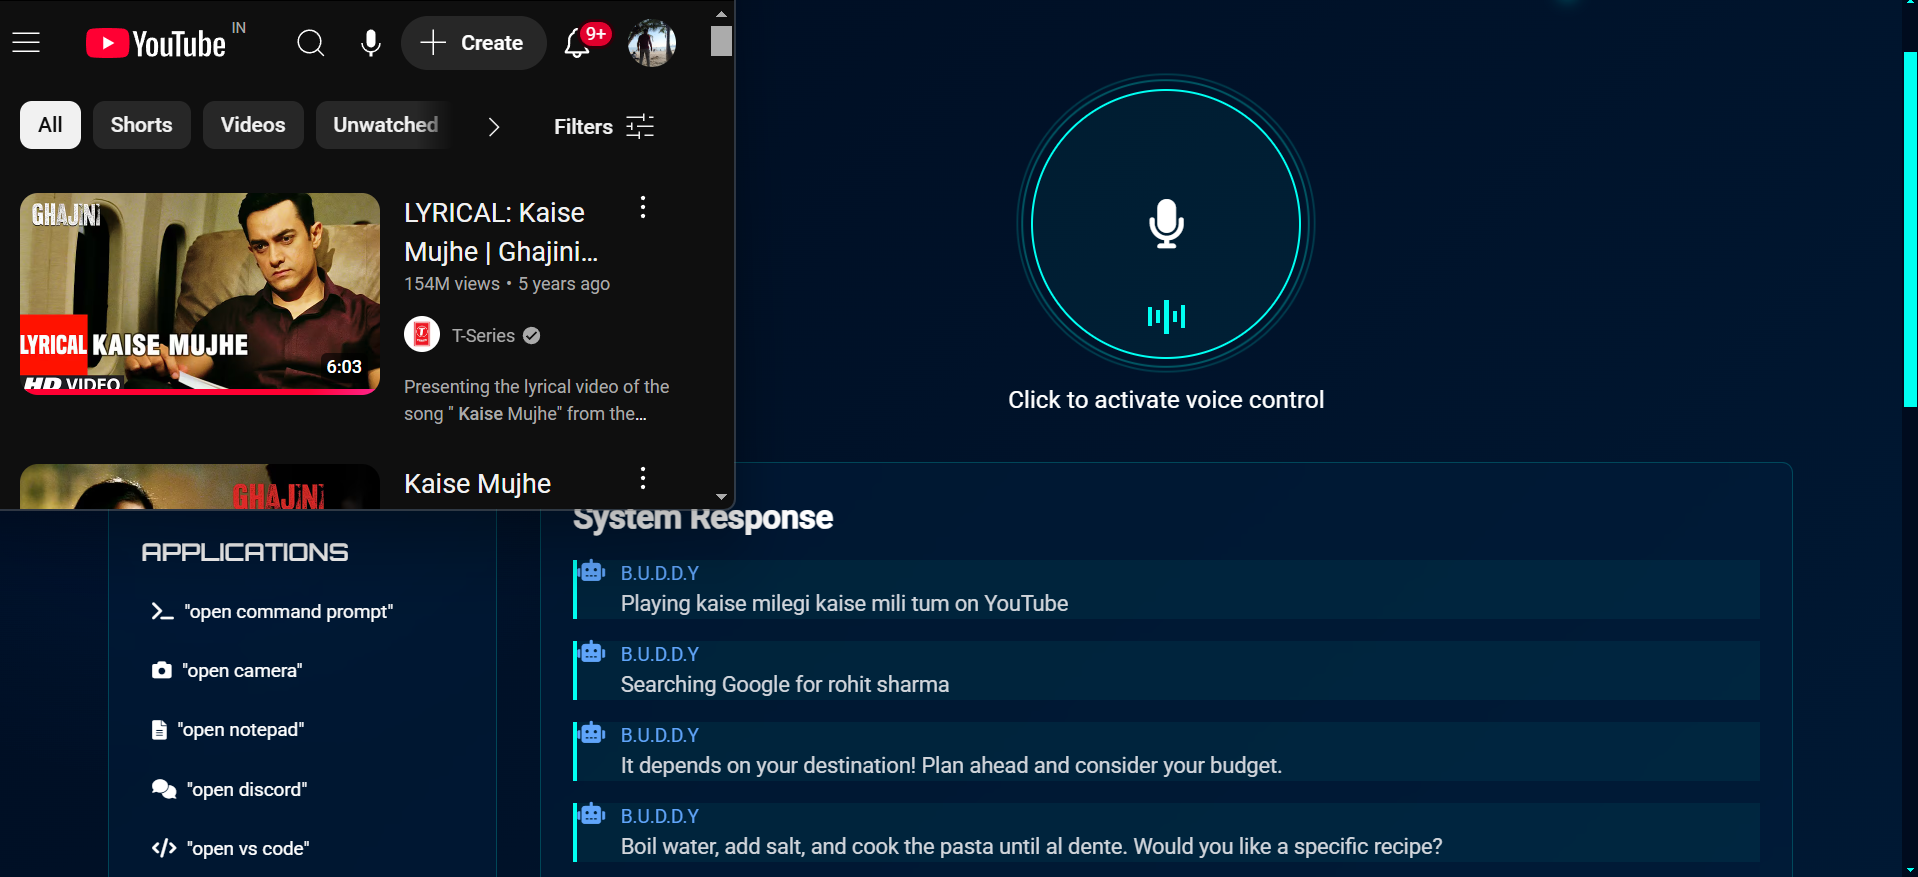 YouTube IN
Create
9+
All
Shorts
Videos
Unwatched
Filters
GHAJINI
LYRICAL KAISE MUJHE
HD VIDEO
6:03
LYRICAL: Kaise
Mujhe | Ghajini...
154M views • 5 years ago
T-Series
Presenting the lyrical video of the
song " Kaise Mujhe" from the...
GHAJINI
Kaise Mujhe
Click to activate voice control
APPLICATIONS
"open command prompt"
"open camera"
"open notepad"
"open discord"
"open vs code"
System Response
B.U.D.D.Y
Playing kaise milegi kaise mili tum on YouTube
B.U.D.D.Y
Searching Google for rohit sharma
B.U.D.D.Y
It depends on your destination! Plan ahead and consider your budget.
B.U.D.D.Y
Boil water, add salt, and cook the pasta until al dente. Would you like a specific recipe?